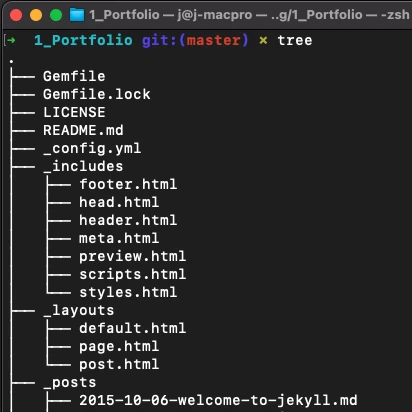 1_Portfolio — j@j-macpro — ..g/1_Portfolio — -zsh
[➜  1_Portfolio git:(master) ✗ tree
.
├── Gemfile
├── Gemfile.lock
├── LICENSE
├── README.md
├── _config.yml
├── _includes
│   ├── footer.html
│   ├── head.html
│   ├── header.html
│   ├── meta.html
│   ├── preview.html
│   ├── scripts.html
│   └── styles.html
├── _layouts
│   ├── default.html
│   ├── page.html
│   └── post.html
├── _posts
│   ├── 2015-10-06-welcome-to-jekyll.md